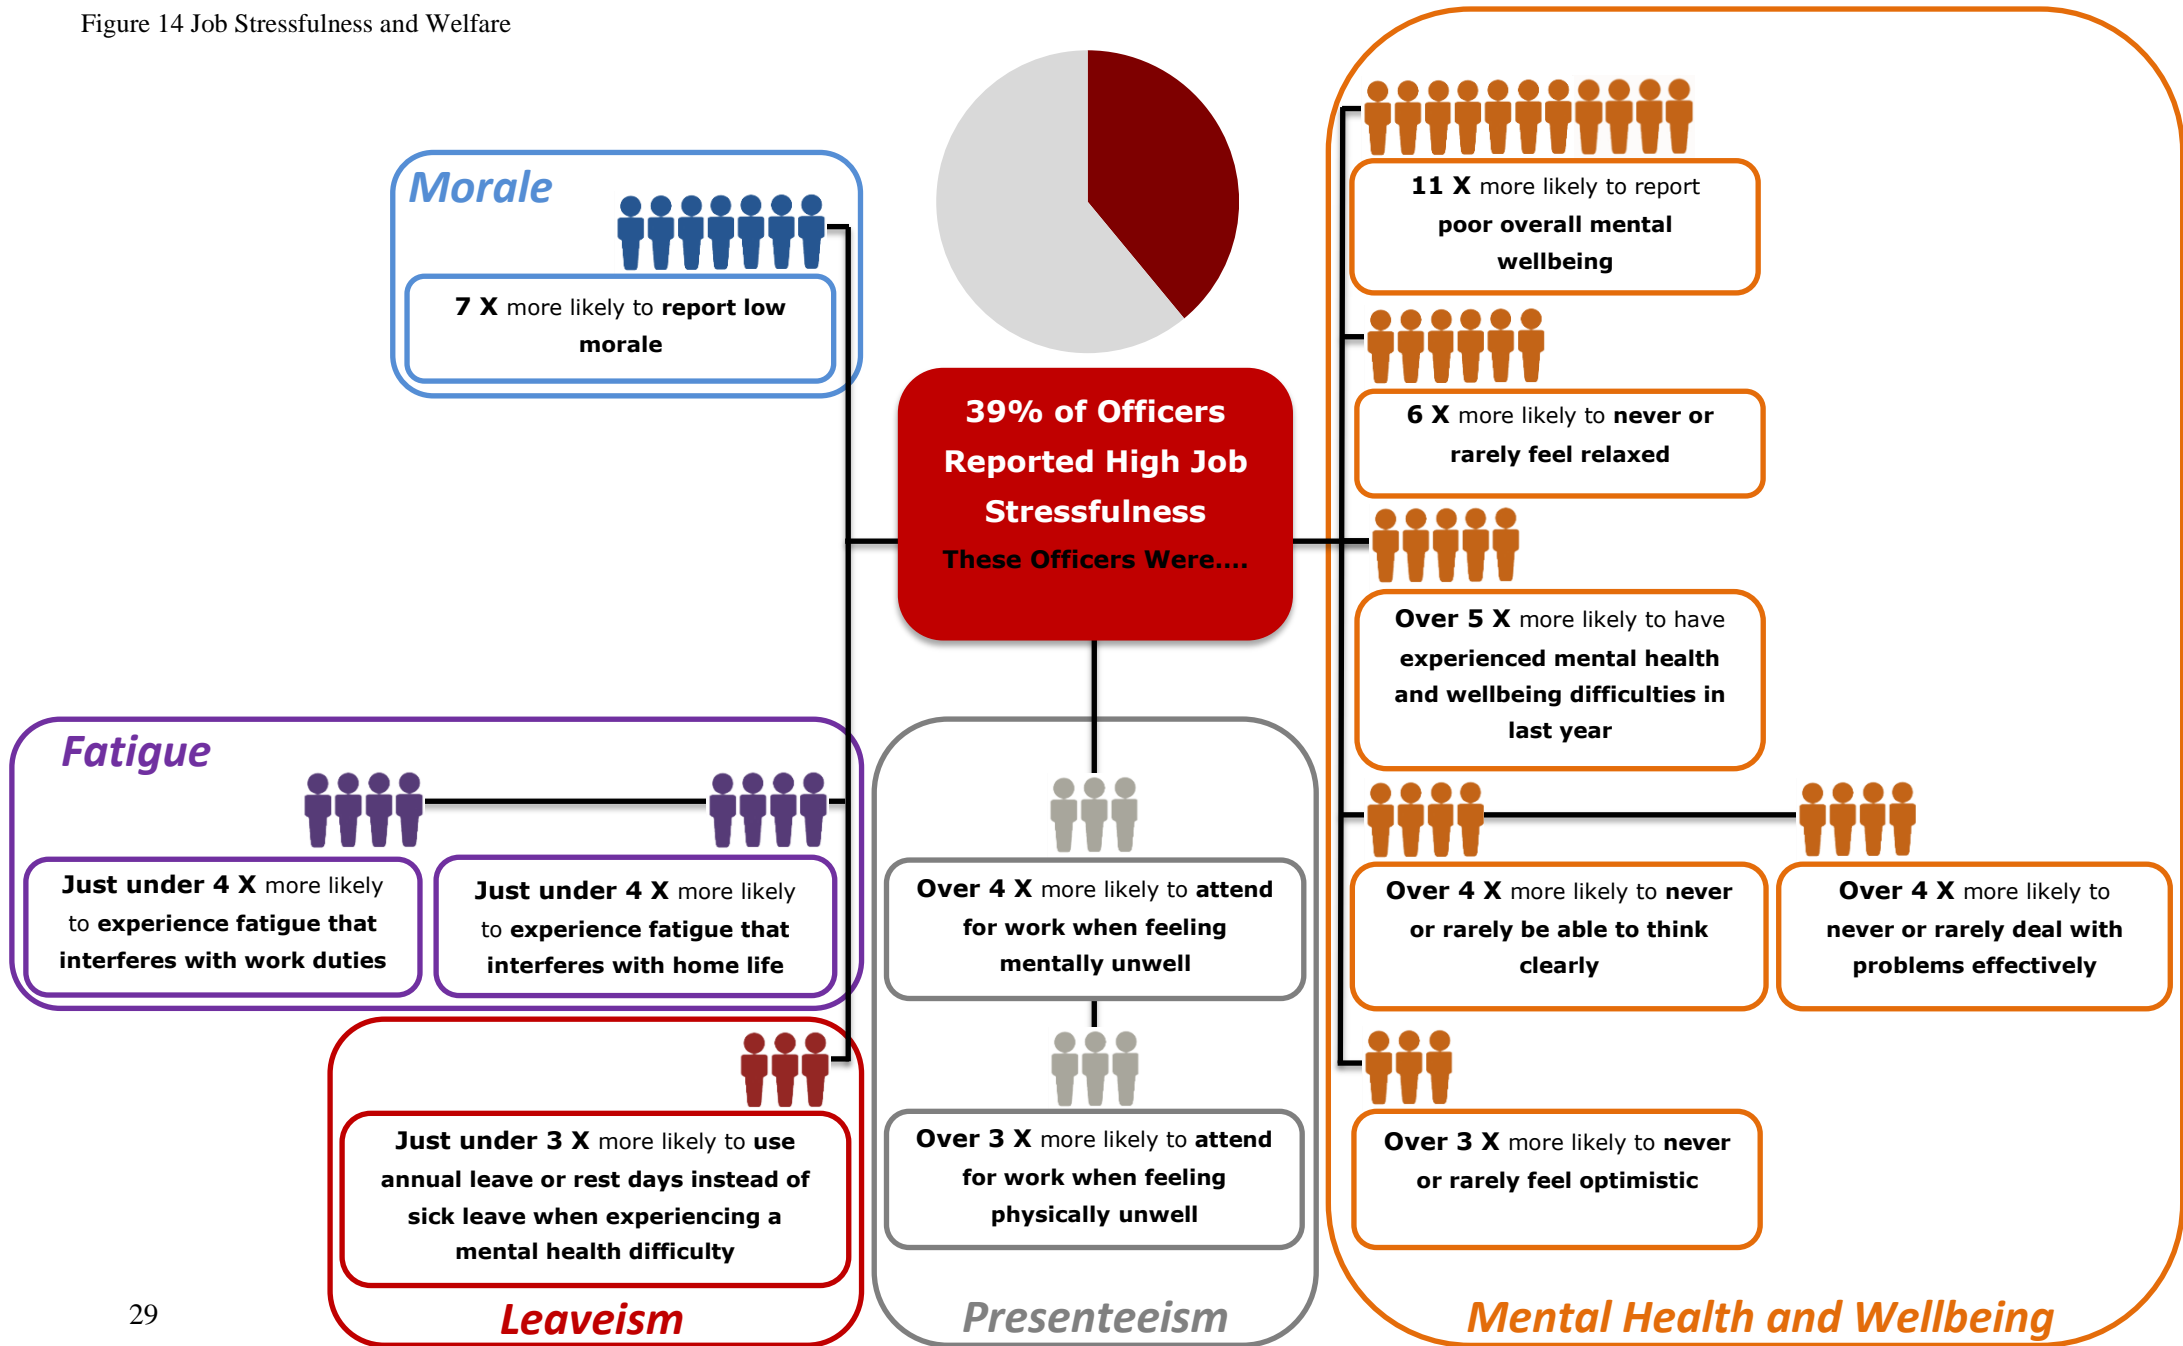 Figure 14 Job Stressfulness and Welfare
Morale
7 X more likely to report low
morale
39% of Officers
Reported High Job
Stressfulness
These Officers Were....
11 X more likely to report
poor overall mental
wellbeing
6 X more likely to never or
rarely feel relaxed
Over 5 X more likely to have
experienced mental health
and wellbeing difficulties in
last year
Over 4 X more likely to never
or rarely be able to think
clearly
Over 4 X more likely to
never or rarely deal with
problems effectively
Over 3 X more likely to never
or rarely feel optimistic
Mental Health and Wellbeing
Fatigue
Just under 4 X more likely
to experience fatigue that
interferes with work duties
Just under 4 X more likely
to experience fatigue that
interferes with home life
Over 4 X more likely to attend
for work when feeling
mentally unwell
Over 3 X more likely to attend
for work when feeling
physically unwell
Presenteeism
Just under 3 X more likely to use
annual leave or rest days instead of
sick leave when experiencing a
mental health difficulty
Leaveism
29